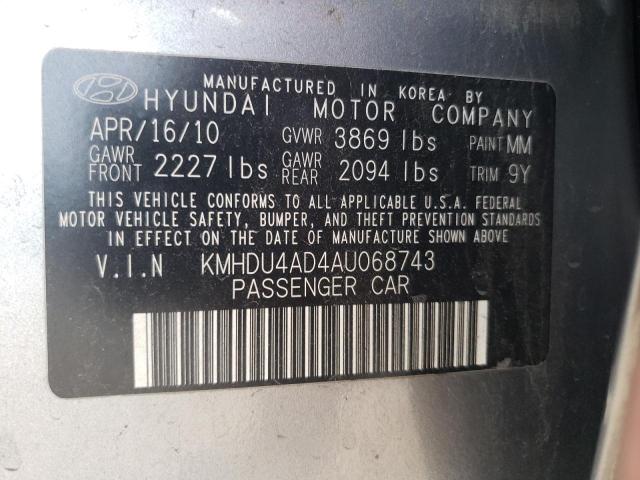 MANUFACTURED IN KOREA BY
HYUNDAI MOTOR COMPANY
APR/16/10 GVWR 3869 lbs PAINT MM
GAWR FRONT 2227 lbs GAWR REAR 2094 lbs TRIM 9Y
THIS VEHICLE CONFORMS TO ALL APPLICABLE U.S.A. FEDERAL
MOTOR VEHICLE SAFETY, BUMPER, AND THEFT PREVENTION STANDARDS
IN EFFECT ON THE DATE OF MANUFACTURE SHOWN ABOVE.
V.I.N KMHDU4AD4AU068743
PASSENGER CAR